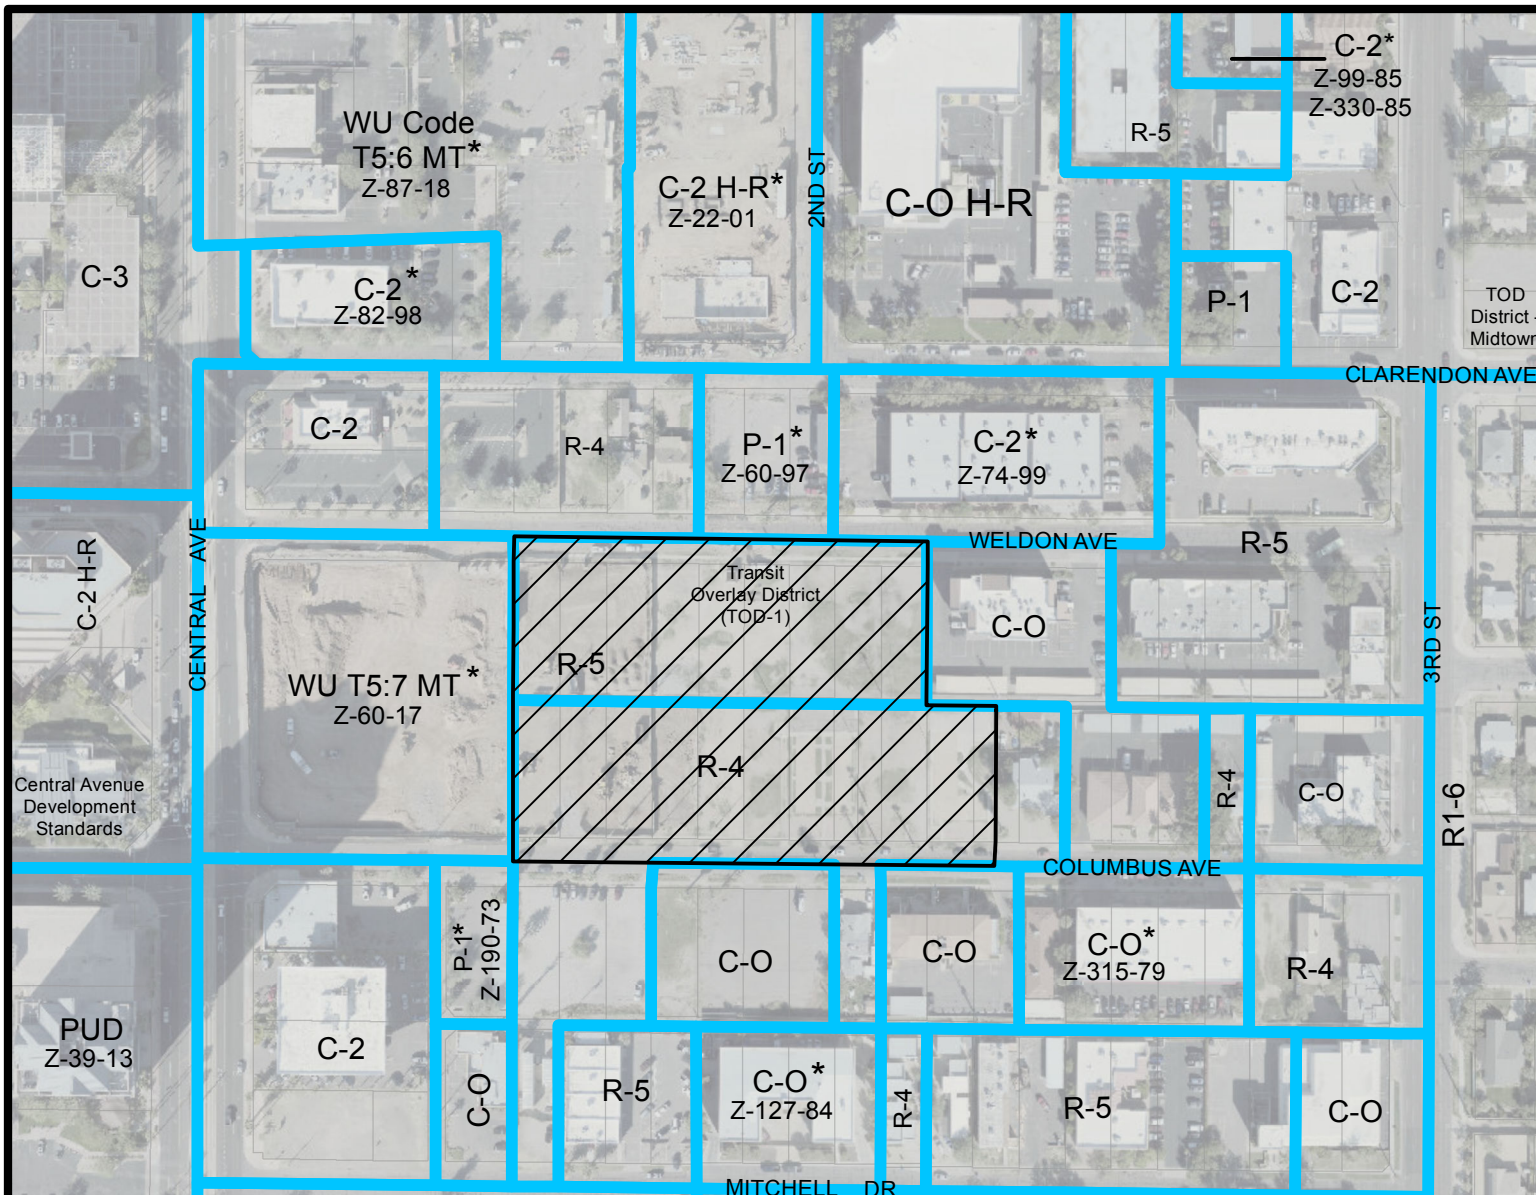 C-2*
Z-99-85
Z-330-85
WU Code
T5:6 MT*
Z-87-18
R-5
C-2 H-R*
Z-22-01
2ND ST
C-O H-R
C-3
C-2*
Z-82-98
P-1
C-2
TOD
District -
Midtown
CLARENDON AVE
C-2
R-4
P-1*
Z-60-97
C-2*
Z-74-99
C-2 H-R
CENTRAL AVE
WELDON AVE
R-5
Transit
Overlay District
(TOD-1)
C-O
3RD ST
R-5
WU T5:7 MT*
Z-60-17
R-4
R-4
C-O
R1-6
Central Avenue
Development
Standards
COLUMBUS AVE
P-1*
Z-190-73
C-O
C-O
C-O*
Z-315-79
R-4
PUD
Z-39-13
C-2
C-O
R-5
C-O*
Z-127-84
R-4
R-5
C-O
MITCHELL DR